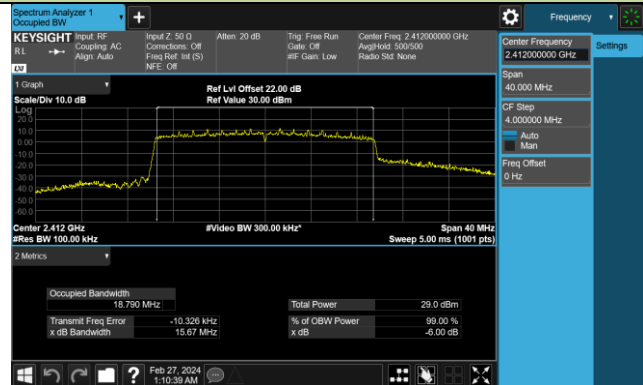 Spectrum Analyzer 1
Occupied BW
Frequency
KEYSIGHT
RL
LXI
Input: RF
Coupling: AC
Align: Auto
Input Z: 50 Ω
Corrections: Off
Freq Ref: Int (S)
NFE: Off
Atten: 20 dB
Trig: Free Run
Gate: Off
#IF Gain: Low
Center Freq: 2.412000000 GHz
Avg|Hold: 500/500
Radio Std: None
Center Frequency
2.412000000 GHz
Settings
Span
40.000 MHz
CF Step
4.000000 MHz
Auto
Man
Freq Offset
0 Hz
1 Graph
Scale/Div 10.0 dB
Ref Lvl Offset 22.00 dB
Ref Value 30.00 dBm
Log
20.0
10.0
0.00
-10.0
-20.0
-30.0
-40.0
-50.0
-60.0
Center 2.412 GHz
#Res BW 100.00 kHz
#Video BW 300.00 kHz*
Span 40 MHz
Sweep 5.00 ms (1001 pts)
2 Metrics
Occupied Bandwidth
18.790 MHz
Total Power 29.0 dBm
Transmit Freq Error -10.326 kHz
% of OBW Power 99.00 %
x dB Bandwidth 15.67 MHz
x dB -6.00 dB
?
Feb 27, 2024
1:10:39 AM